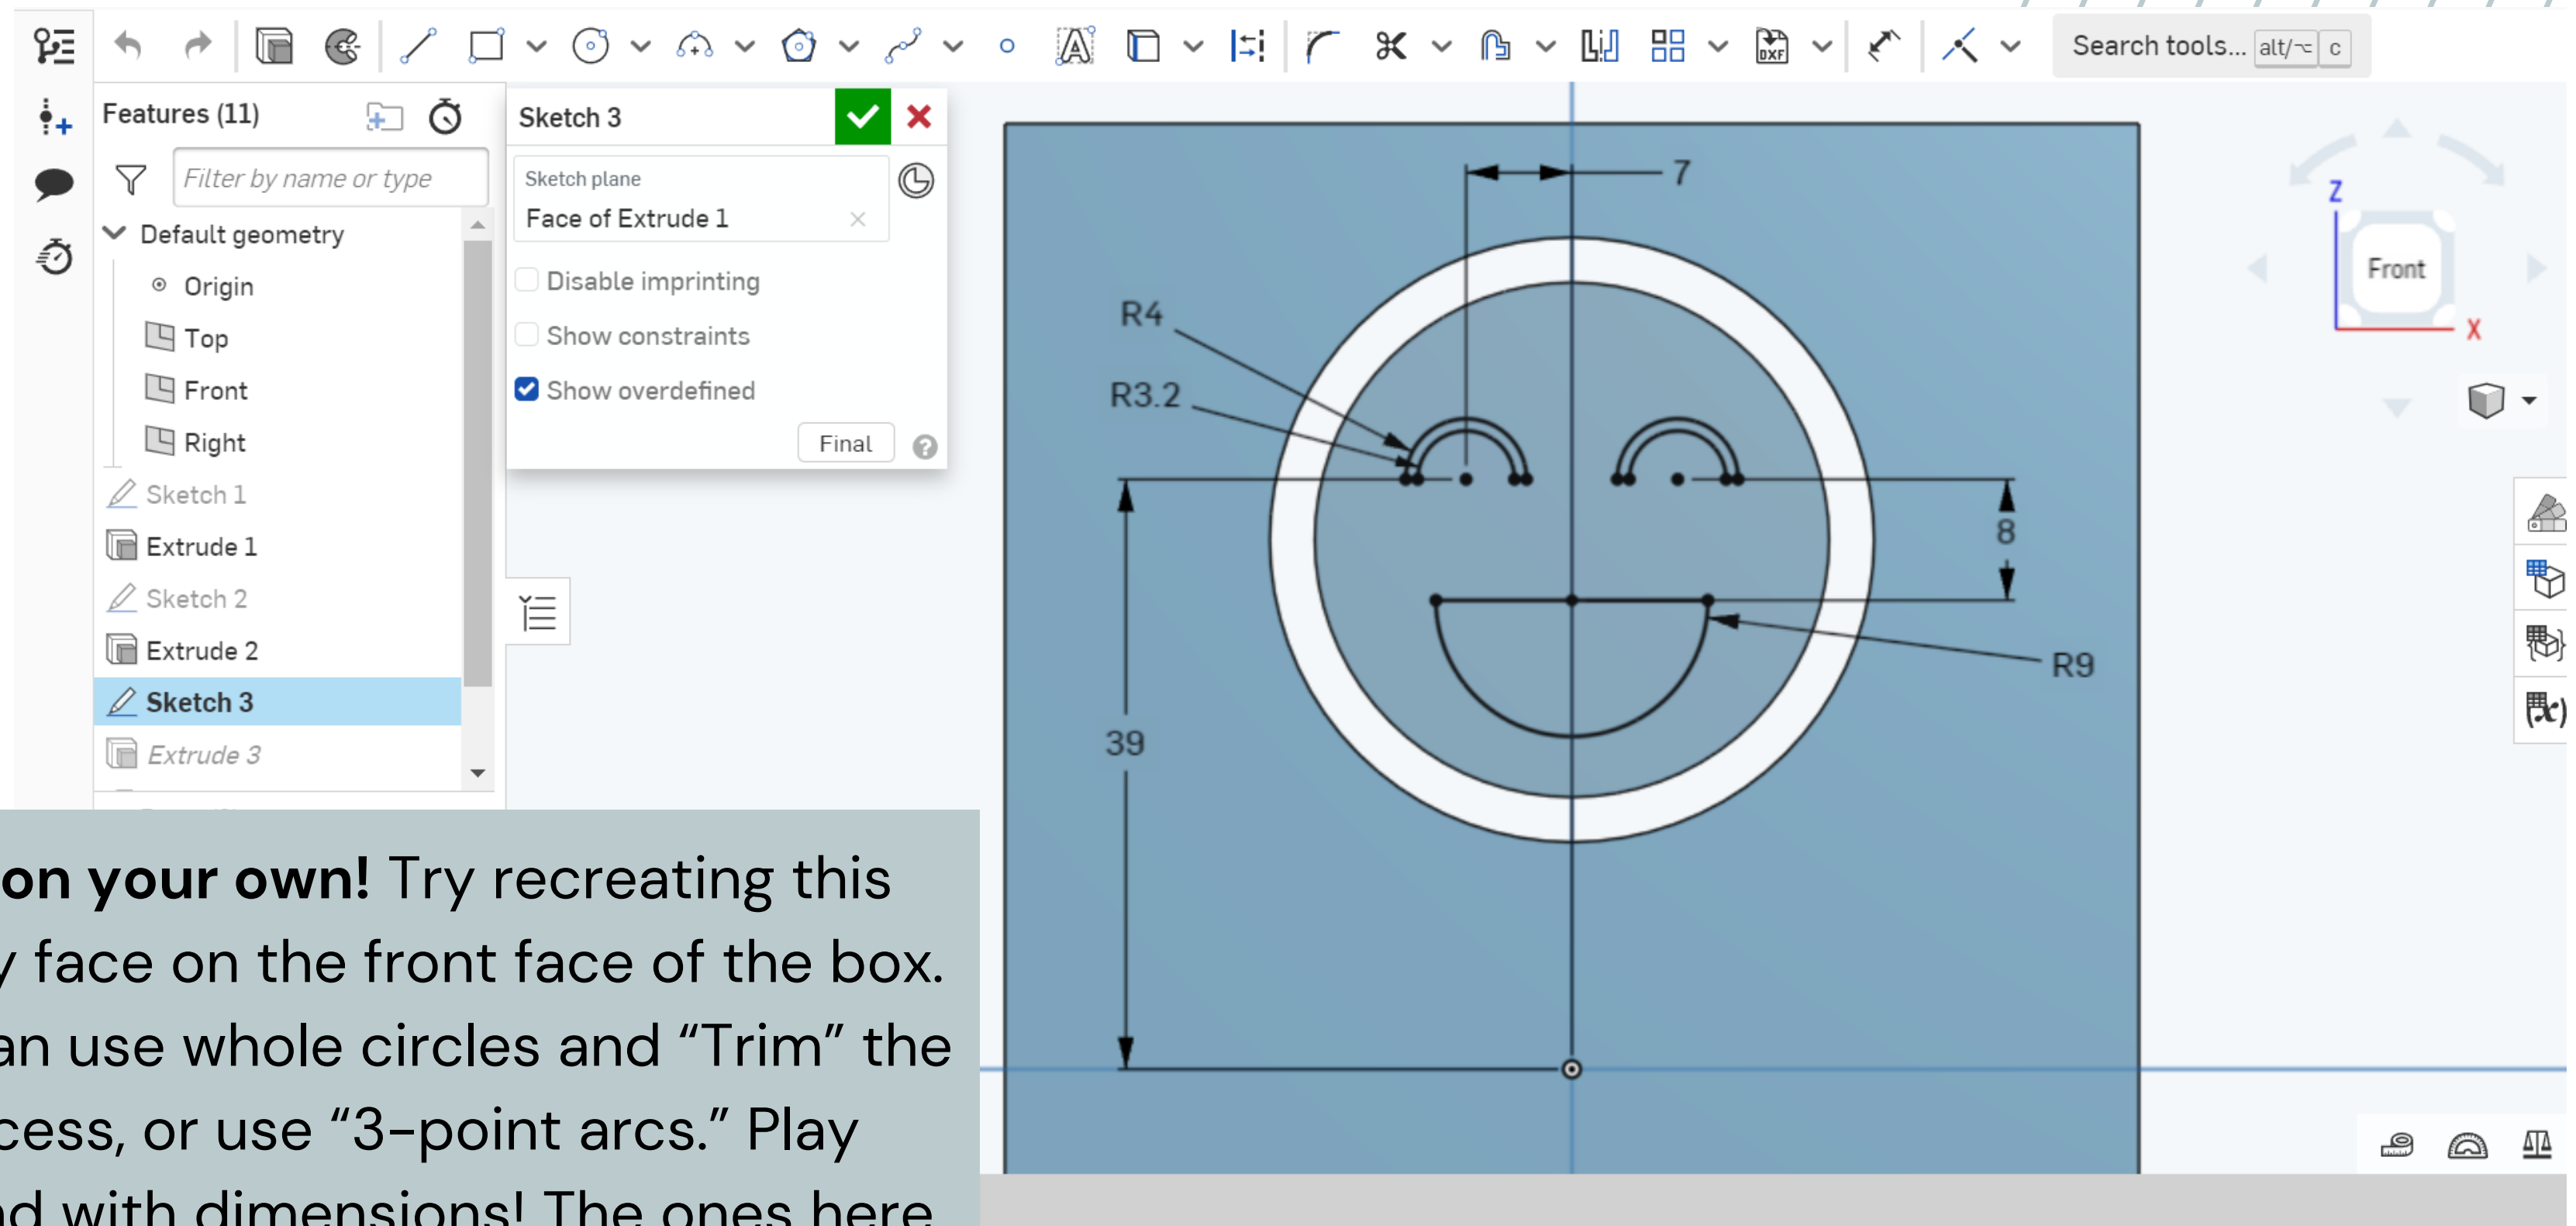 Search tools... alt/⌥ c
Features (11)
Filter by name or type
Default geometry
Origin
Top
Front
Right
Sketch 1
Extrude 1
Sketch 2
Extrude 2
Sketch 3
Extrude 3
Sketch 3
Sketch plane
Face of Extrude 1
Disable imprinting
Show constraints
Show overdefined
Final
7
R4
R3.2
8
R9
39
Z
Front
X
DXF
(x)
on your own! Try recreating this
y face on the front face of the box.
an use whole circles and “Trim” the
cess, or use “3-point arcs.” Play
nd with dimensions! The ones here